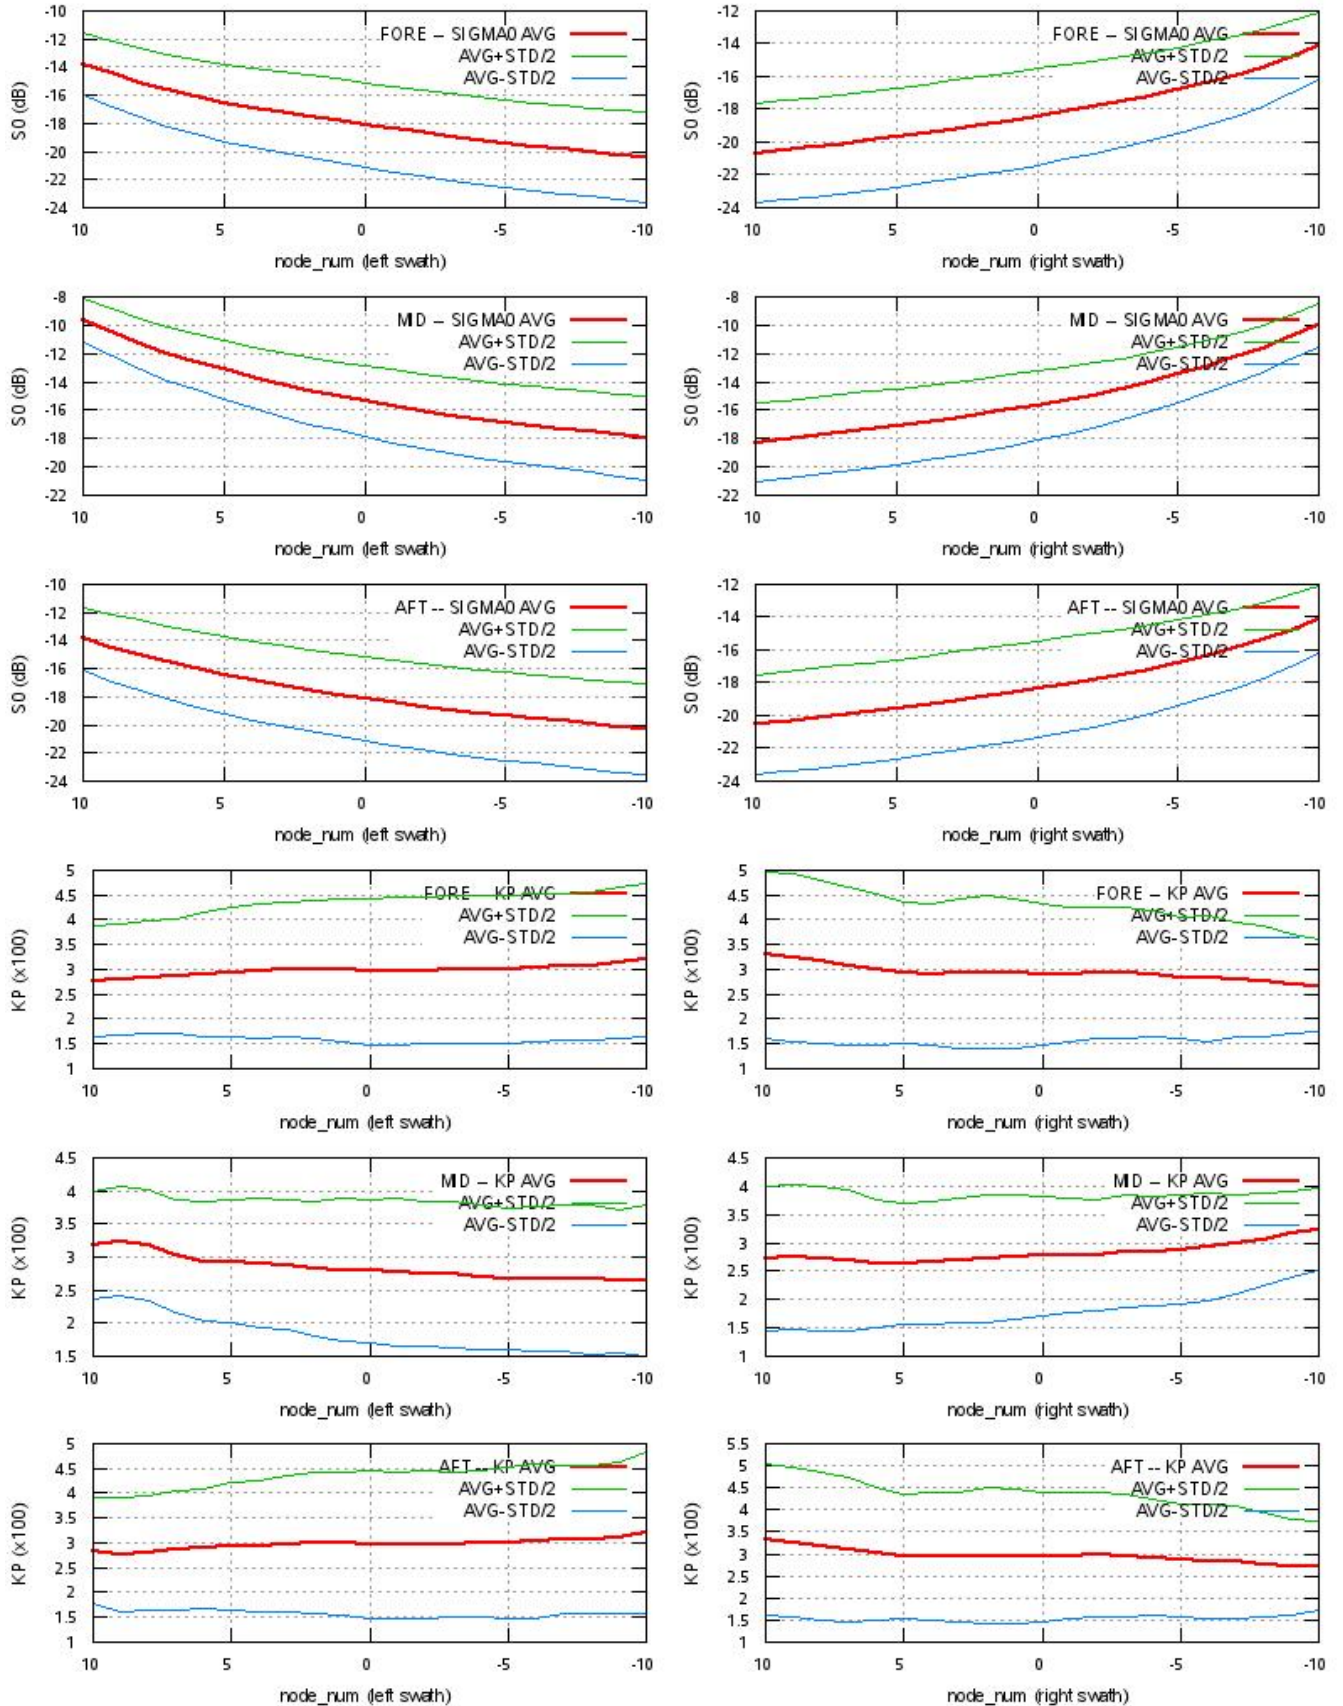 -10
-12
-14
-16
-18
-20
-22
-24
S0 (dB)
FORE -- SIGMA0 AVG
AVG+STD/2
AVG-STD/2
10 5 0 -5 -10
node_num (left swath)
-12
-14
-16
-18
-20
-22
-24
S0 (dB)
FORE -- SIGMA0 AVG
AVG+STD/2
AVG-STD/2
10 5 0 -5 -10
node_num (right swath)
-8
-10
-12
-14
-16
-18
-20
-22
S0 (dB)
MID -- SIGMA0 AVG
AVG+STD/2
AVG-STD/2
10 5 0 -5 -10
node_num (left swath)
-8
-10
-12
-14
-16
-18
-20
-22
S0 (dB)
MID -- SIGMA0 AVG
AVG+STD/2
AVG-STD/2
10 5 0 -5 -10
node_num (right swath)
-10
-12
-14
-16
-18
-20
-22
-24
S0 (dB)
AFT -- SIGMA0 AVG
AVG+STD/2
AVG-STD/2
10 5 0 -5 -10
node_num (left swath)
-12
-14
-16
-18
-20
-22
-24
S0 (dB)
AFT -- SIGMA0 AVG
AVG+STD/2
AVG-STD/2
10 5 0 -5 -10
node_num (right swath)
5
4.5
4
3.5
3
2.5
2
1.5
1
KP (x100)
FORE -- KP AVG
AVG+STD/2
AVG-STD/2
10 5 0 -5 -10
node_num (left swath)
5
4.5
4
3.5
3
2.5
2
1.5
1
KP (x100)
FORE -- KP AVG
AVG+STD/2
AVG-STD/2
10 5 0 -5 -10
node_num (right swath)
4.5
4
3.5
3
2.5
2
1.5
KP (x100)
MID -- KP AVG
AVG+STD/2
AVG-STD/2
10 5 0 -5 -10
node_num (left swath)
4.5
4
3.5
3
2.5
2
1.5
1
KP (x100)
MID -- KP AVG
AVG+STD/2
AVG-STD/2
10 5 0 -5 -10
node_num (right swath)
5
4.5
4
3.5
3
2.5
2
1.5
1
KP (x100)
AFT -- KP AVG
AVG+STD/2
AVG-STD/2
10 5 0 -5 -10
node_num (left swath)
5.5
5
4.5
4
3.5
3
2.5
2
1.5
1
KP (x100)
AFT -- KP AVG
AVG+STD/2
AVG-STD/2
10 5 0 -5 -10
node_num (right swath)